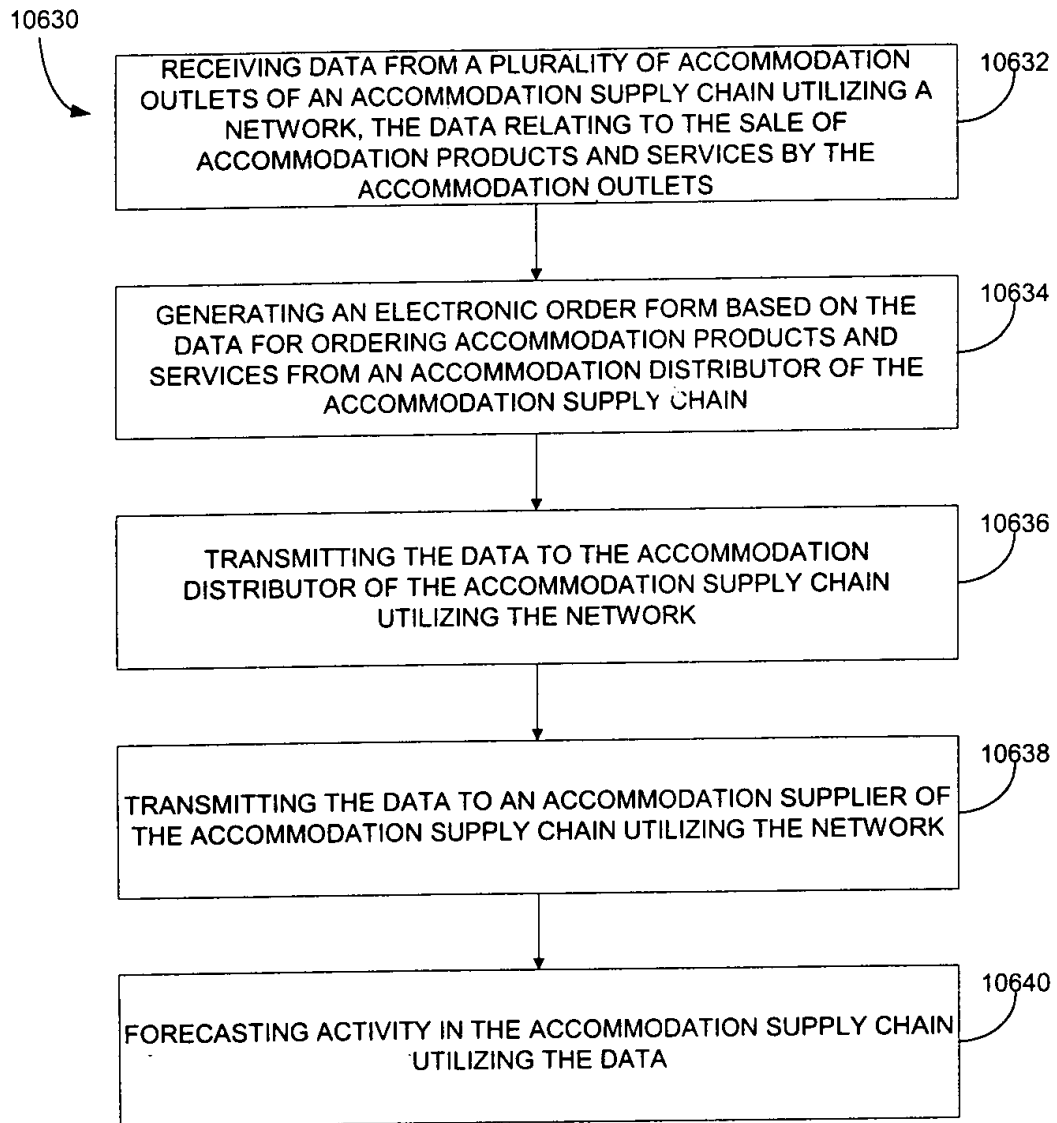 10630
RECEIVING DATA FROM A PLURALITY OF ACCOMMODATION
OUTLETS OF AN ACCOMMODATION SUPPLY CHAIN UTILIZING A
NETWORK, THE DATA RELATING TO THE SALE OF
ACCOMMODATION PRODUCTS AND SERVICES BY THE
ACCOMMODATION OUTLETS
10632
GENERATING AN ELECTRONIC ORDER FORM BASED ON THE
DATA FOR ORDERING ACCOMMODATION PRODUCTS AND
SERVICES FROM AN ACCOMMODATION DISTRIBUTOR OF THE
ACCOMMODATION SUPPLY CHAIN
10634
TRANSMITTING THE DATA TO THE ACCOMMODATION
DISTRIBUTOR OF THE ACCOMMODATION SUPPLY CHAIN
UTILIZING THE NETWORK
10636
TRANSMITTING THE DATA TO AN ACCOMMODATION SUPPLIER OF
THE ACCOMMODATION SUPPLY CHAIN UTILIZING THE NETWORK
10638
FORECASTING ACTIVITY IN THE ACCOMMODATION SUPPLY CHAIN
UTILIZING THE DATA
10640